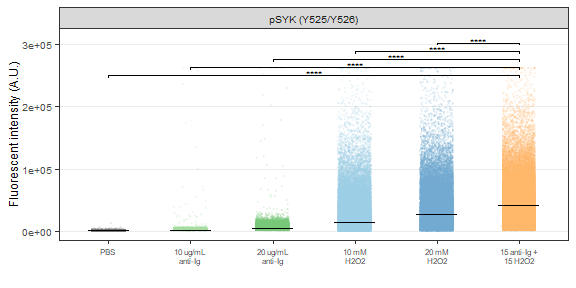 pSYK (Y525/Y526)
Fluorescent intensity (A.U.)
3e+05
2e+05
1e+05
0e+00
****
****
****
****
****
PBS
10 ug/mL
anti-Ig
20 ug/mL
anti-Ig
10 mM
H2O2
20 mM
H2O2
15 anti-Ig +
15 H2O2